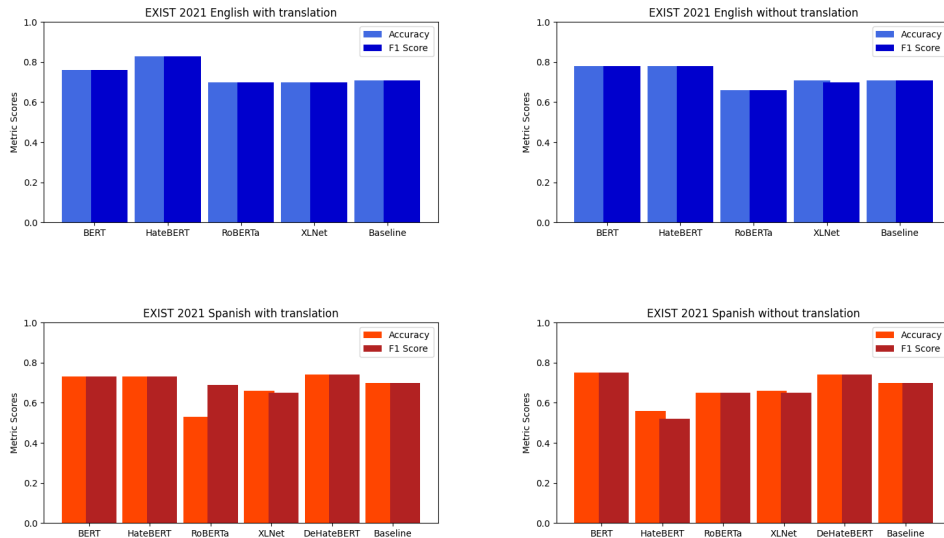 EXIST 2021 English with translation
1.0
0.8
0.6
0.4
0.2
0.0
Metric Scores
Accuracy
F1 Score
BERT HateBERT RoBERTa XLNet Baseline
EXIST 2021 English without translation
1.0
0.8
0.6
0.4
0.2
0.0
Metric Scores
Accuracy
F1 Score
BERT HateBERT RoBERTa XLNet Baseline
EXIST 2021 Spanish with translation
1.0
0.8
0.6
0.4
0.2
0.0
Metric Scores
Accuracy
F1 Score
BERT HateBERT RoBERTa XLNet DeHateBERT Baseline
EXIST 2021 Spanish without translation
1.0
0.8
0.6
0.4
0.2
0.0
Metric Scores
Accuracy
F1 Score
BERT HateBERT RoBERTa XLNet DeHateBERT Baseline